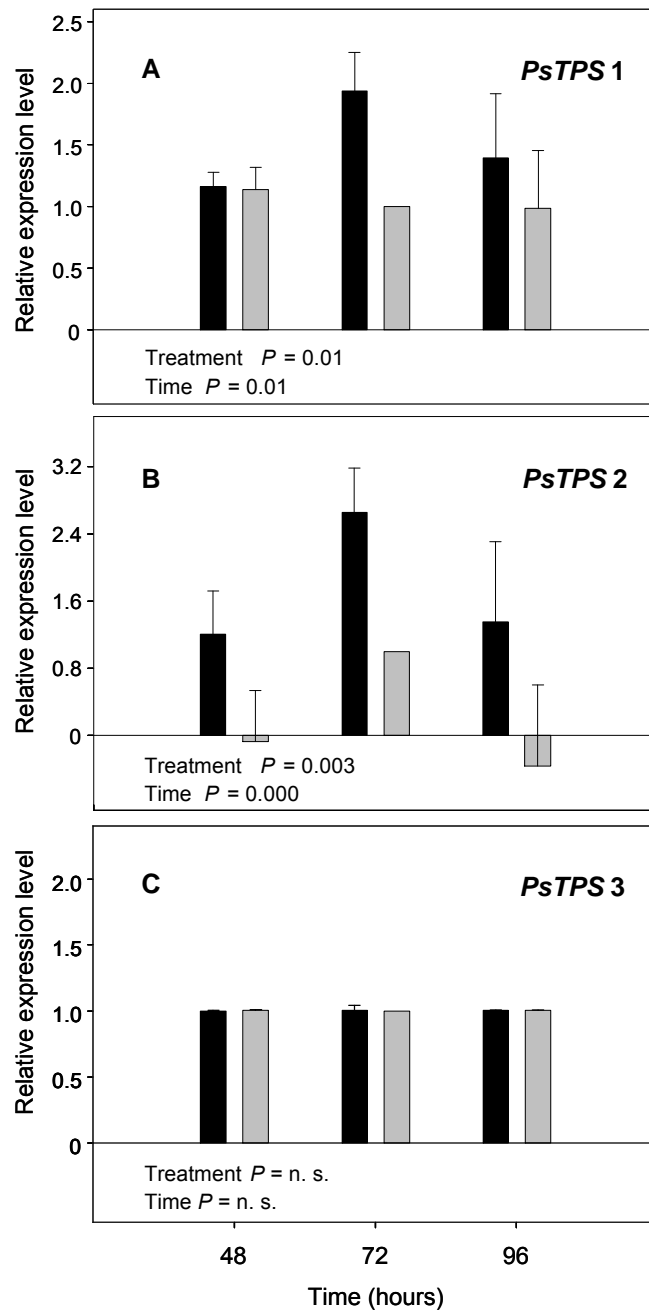 2.5
A
PsTPS 1
2.0
1.5
1.0
0.5
0
Relative expression level
Treatment P = 0.01
Time P = 0.01
3.2
B
PsTPS 2
2.4
1.6
0.8
0
Relative expression level
Treatment P = 0.003
Time P = 0.000
2.0
C
PsTPS 3
1.5
1.0
0.5
0
Relative expression level
Treatment P = n. s.
Time P = n. s.
48 72 96
Time (hours)